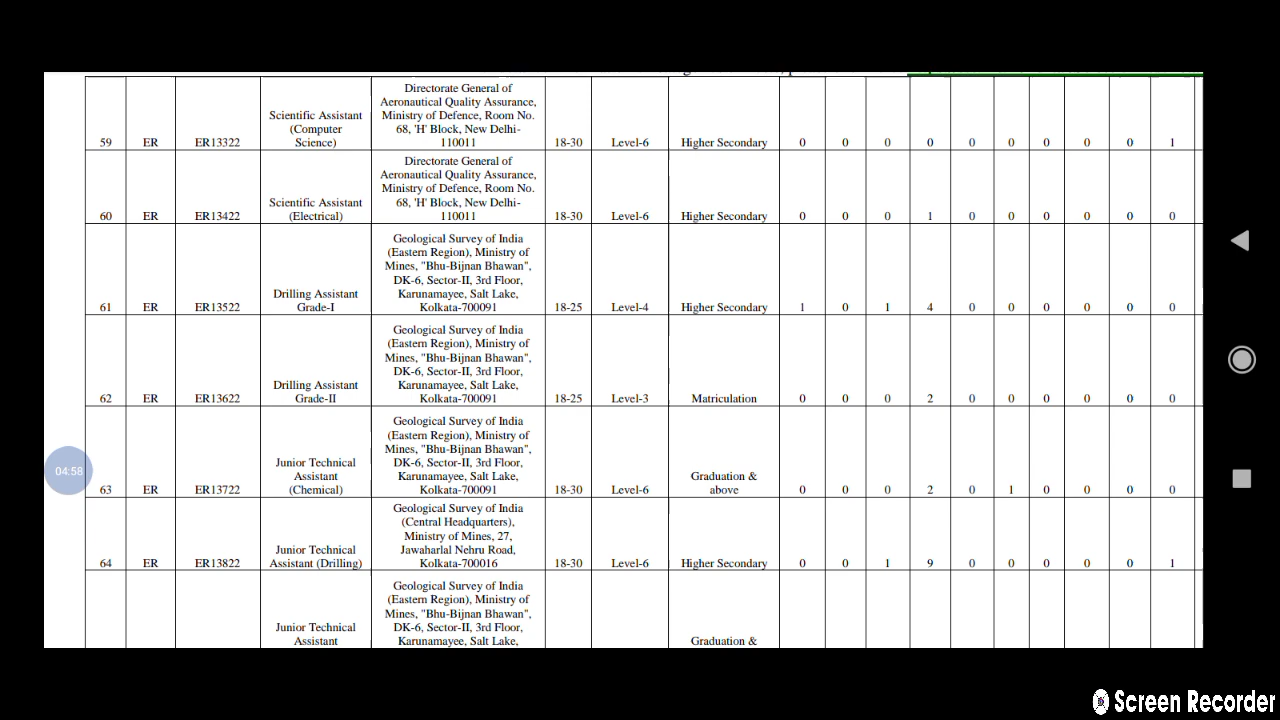 Directorate General of
Aeronautical Quality Assurance,
Scientific Assistant Ministry of Defence, Room No.
(Computer 68, 'H' Block, New Delhi-
59 ER ER13322 Science) 110011 18-30 Level-6 Higher Secondary 0 0 0 0 0 0 0 0 0 1
Directorate General of
Aeronautical Quality Assurance,
Ministry of Defence, Room No.
Scientific Assistant 68, 'H' Block, New Delhi-
60 ER ER13422 (Electrical) 110011 18-30 Level-6 Higher Secondary 0 0 0 1 0 0 0 0 0 0
Geological Survey of India
(Eastern Region), Ministry of
Mines, "Bhu-Bijnan Bhawan",
DK-6, Sector-II, 3rd Floor,
Drilling Assistant Karunamayee, Salt Lake,
61 ER ER13522 Grade-I Kolkata-700091 18-25 Level-4 Higher Secondary 1 0 1 4 0 0 0 0 0 0
Geological Survey of India
(Eastern Region), Ministry of
Mines, "Bhu-Bijnan Bhawan",
DK-6, Sector-II, 3rd Floor,
Drilling Assistant Karunamayee, Salt Lake,
62 ER ER13622 Grade-II Kolkata-700091 18-25 Level-3 Matriculation 0 0 0 2 0 0 0 0 0 0
Geological Survey of India
(Eastern Region), Ministry of
Mines, "Bhu-Bijnan Bhawan",
Junior Technical DK-6, Sector-II, 3rd Floor,
04:58 Assistant Karunamayee, Salt Lake, Graduation &
63 ER ER13722 (Chemical) Kolkata-700091 18-30 Level-6 above 0 0 0 2 0 1 0 0 0 0
Geological Survey of India
(Central Headquarters),
Ministry of Mines, 27,
Junior Technical Jawaharlal Nehru Road,
64 ER ER13822 Assistant (Drilling) Kolkata-700016 18-30 Level-6 Higher Secondary 0 0 1 9 0 0 0 0 0 1
Geological Survey of India
(Eastern Region), Ministry of
Mines, "Bhu-Bijnan Bhawan",
Junior Technical DK-6, Sector-II, 3rd Floor,
Assistant Karunamayee, Salt Lake, Graduation &
Screen Recorder